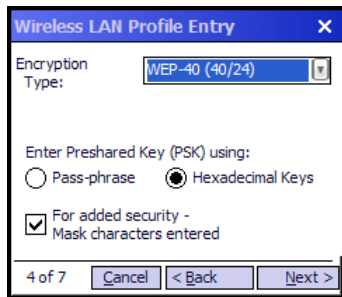 Wireless LAN Profile Entry X
Encryption Type: WEP-40 (40/24)
Enter Preshared Key (PSK) using:
Pass-phrase Hexadecimal Keys
For added security -
Mask characters entered
4 of 7 Cancel < Back Next >